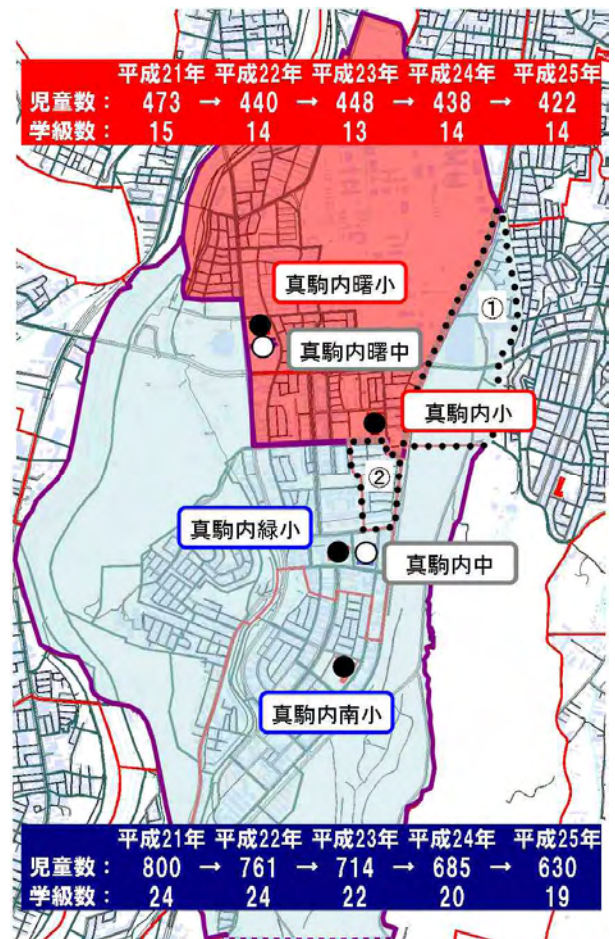 平成21年 平成22年 平成23年 平成24年 平成25年
児童数： 473 → 440 → 448 → 438 → 422
学級数： 15 14 13 14 14
①
真駒内曙小
真駒内曙中
真駒内小
②
真駒内緑小
真駒内中
真駒内南小
平成21年 平成22年 平成23年 平成24年 平成25年
児童数： 800 → 761 → 714 → 685 → 630
学級数： 24 24 22 20 19